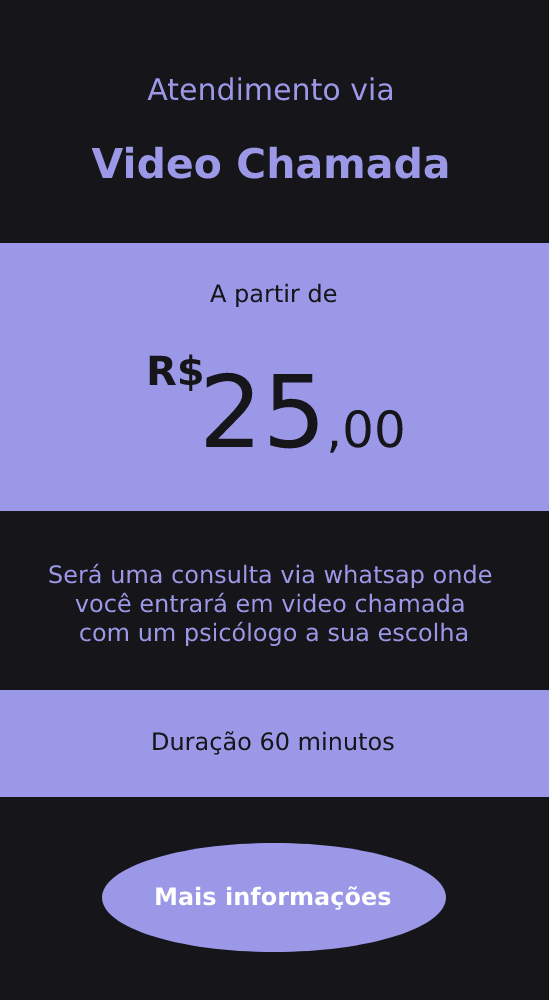 Atendimento via
Video Chamada
A partir de
R$25,00
Será uma consulta via whatsap onde
você entrará em video chamada
com um psicólogo a sua escolha
Duração 60 minutos
Mais informações